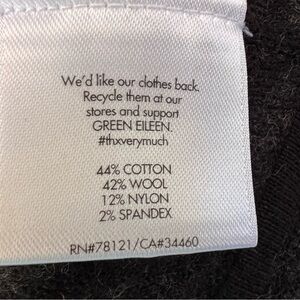 We'd like our clothes back.
Recycle them at our
stores and support
GREEN EILEEN.
#thxverymuch
44% COTTON
42% WOOL
12% NYLON
2% SPANDEX
RN#78121/CA#34460